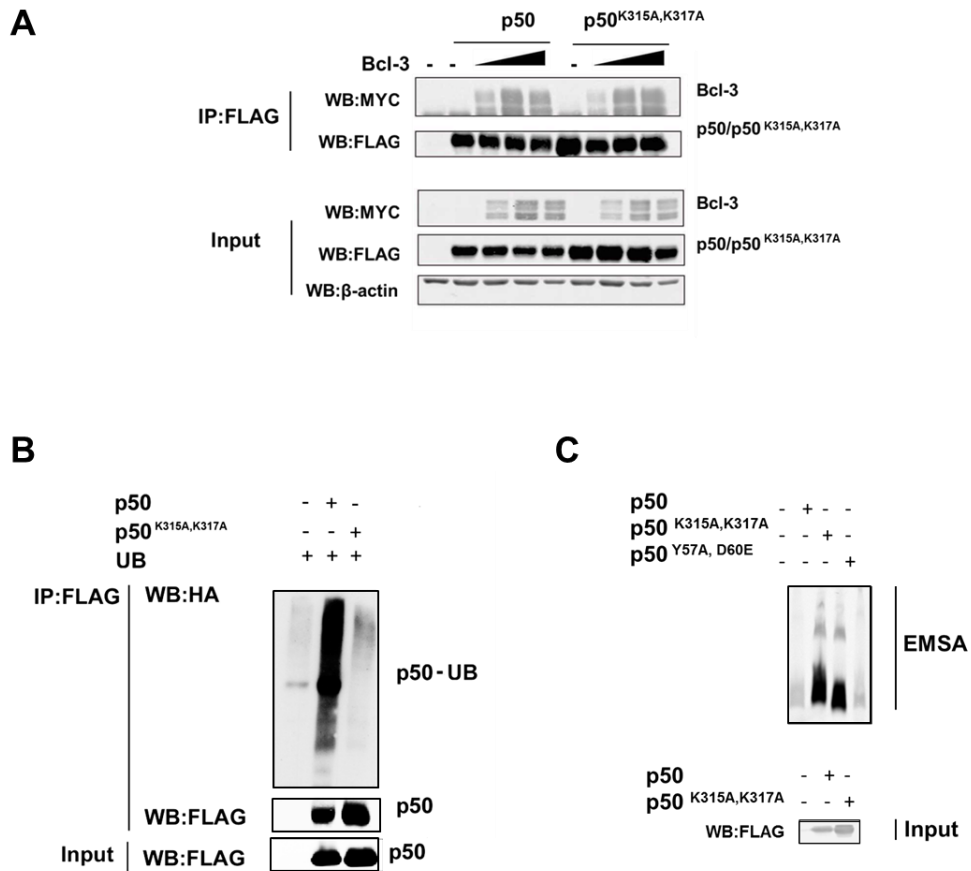 A
p50 p50K315A,K317A
Bcl-3 - - -
IP:FLAG WB:MYC Bcl-3
WB:FLAG p50/p50 K315A,K317A
Input WB:MYC Bcl-3
WB:FLAG p50/p50 K315A,K317A
WB:β-actin
B
p50 - + -
p50 K315A,K317A - - +
UB + + +
IP:FLAG WB:HA
p50-UB
WB:FLAG p50
Input WB:FLAG p50
C
p50 - + - -
p50 K315A,K317A - - + -
p50 Y57A, D60E - - - +
EMSA
p50 - + -
p50 K315A,K317A - - +
WB:FLAG Input